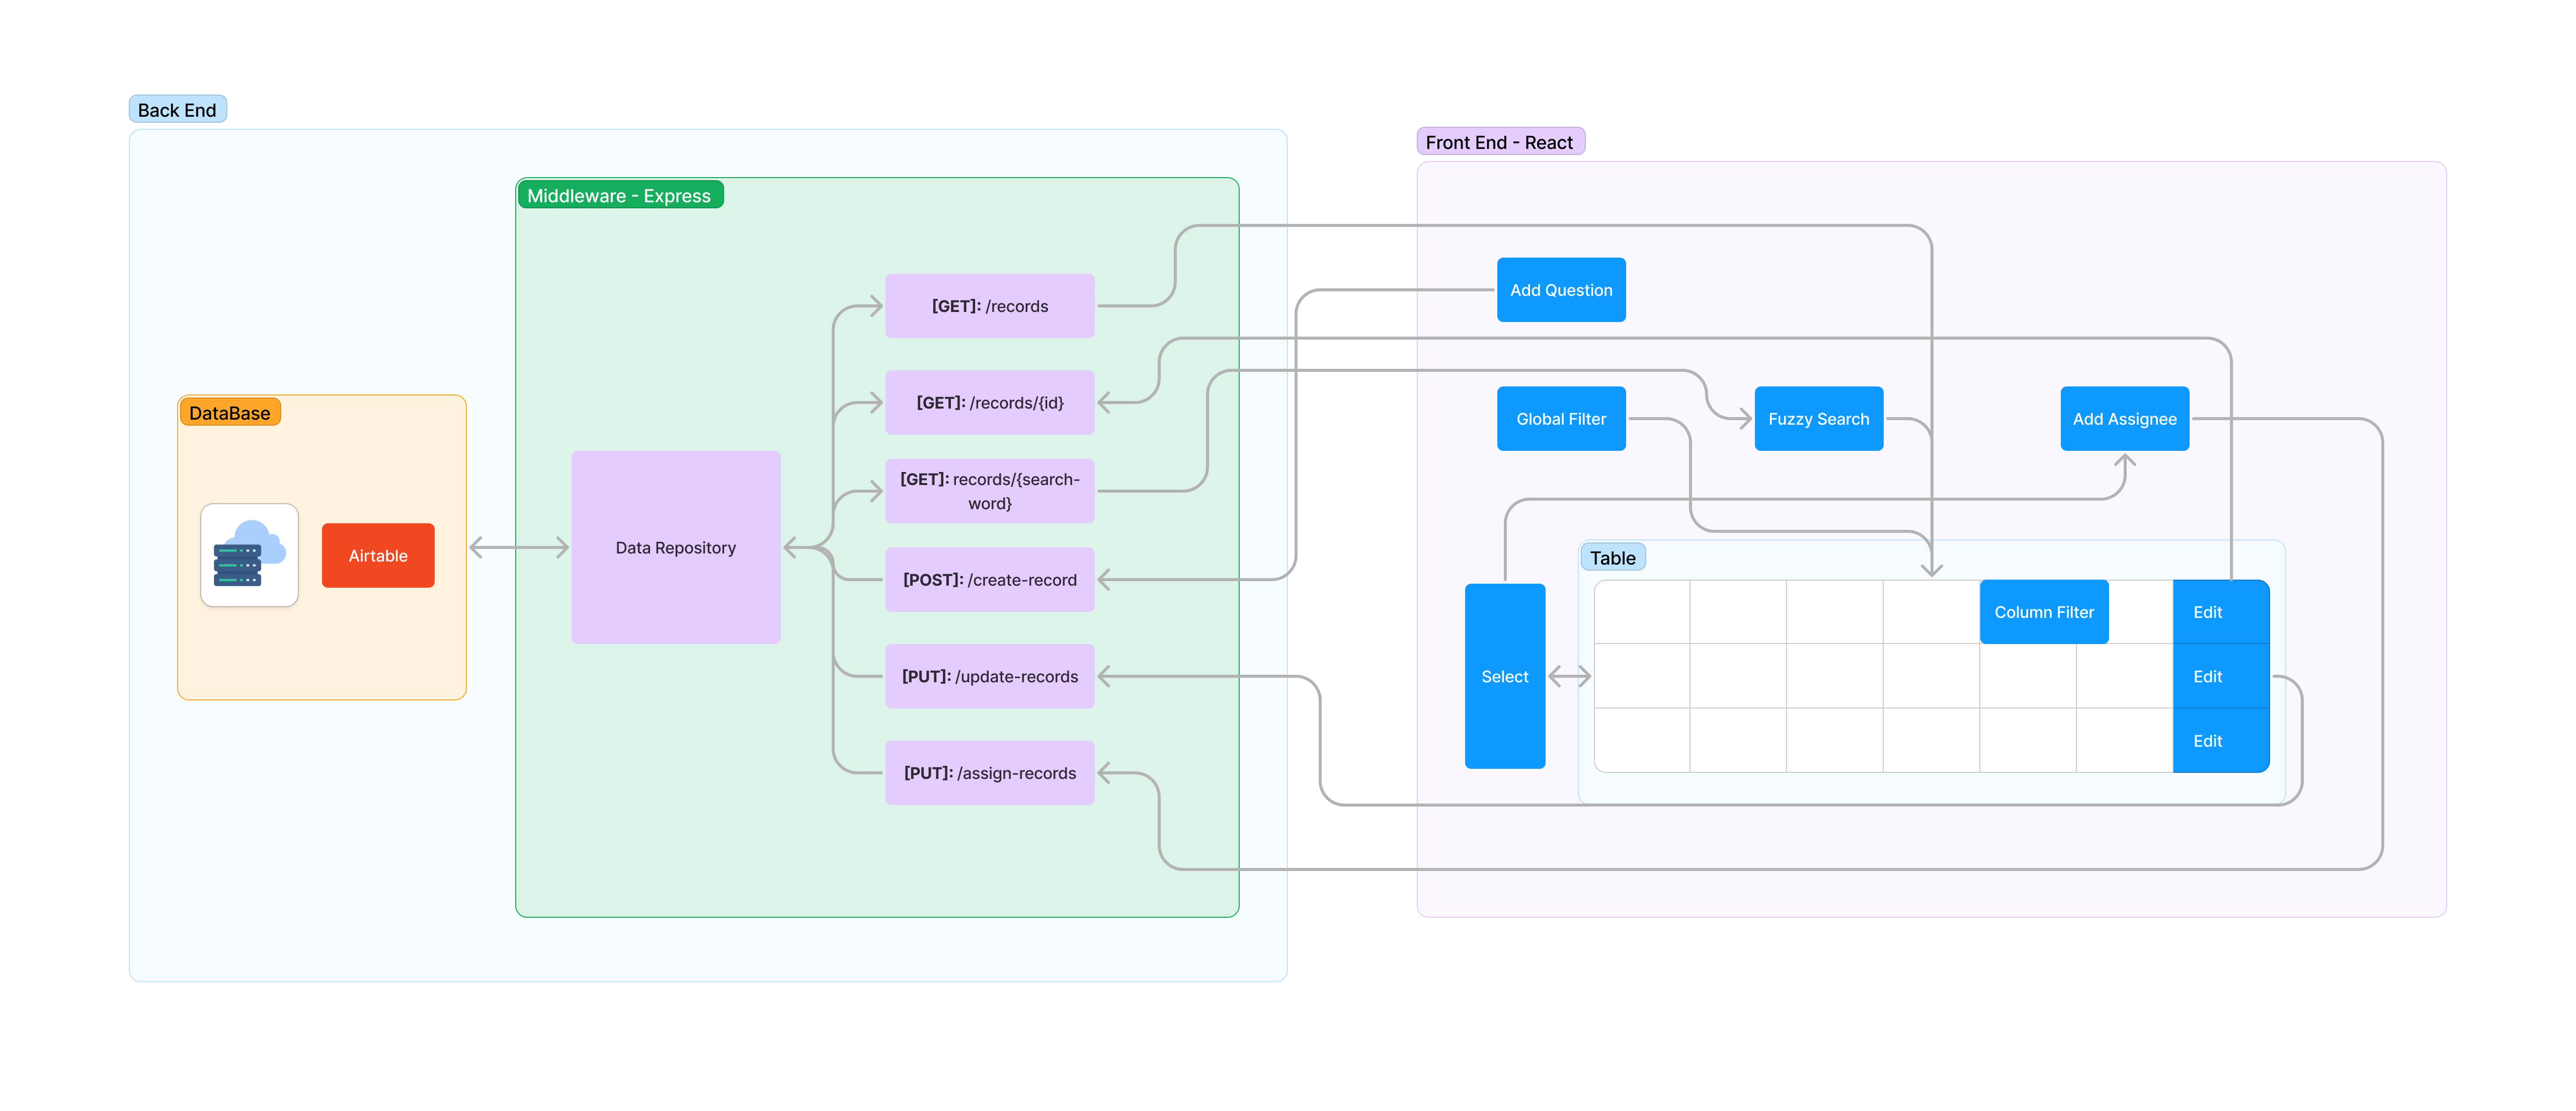 Back End
Middleware - Express
DataBase
Airtable
Data Repository
[GET]: /records
[GET]: /records/{id}
[GET]: records/{search-
word}
[POST]: /create-record
[PUT]: /update-records
[PUT]: /assign-records
Front End - React
Add Question
Global Filter
Fuzzy Search
Add Assignee
Select
Table
Column Filter
Edit
Edit
Edit